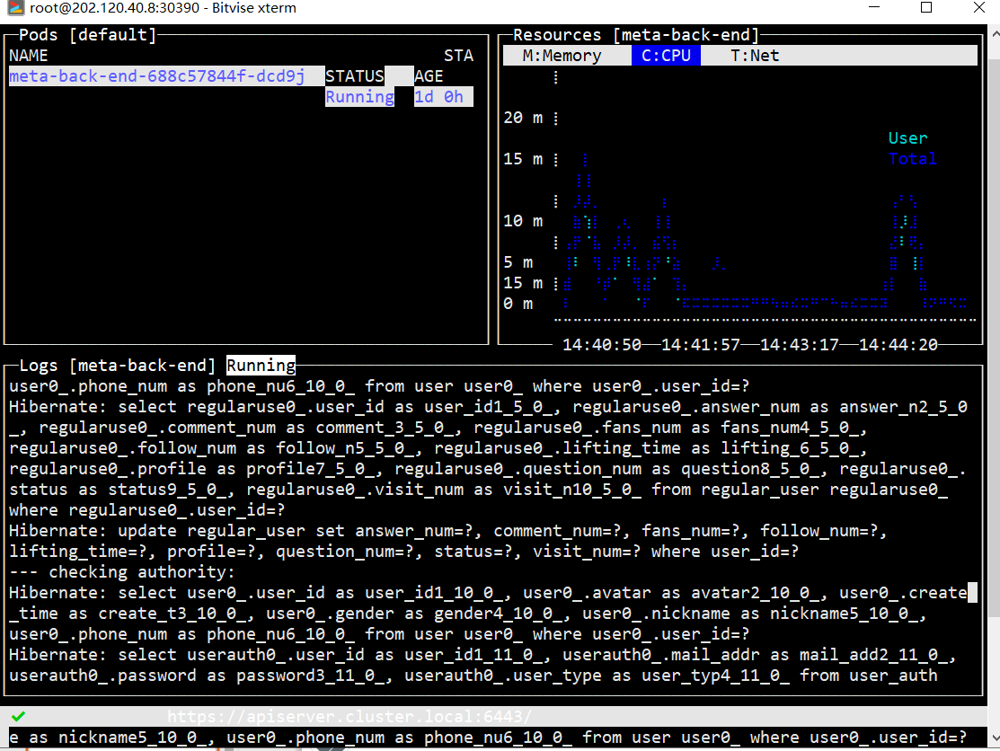 root@202.120.40.8:30390 - Bitvise xterm
Pods [default]
NAME STA
meta-back-end-688c57844f-dcd9j STATUS AGE
Running 1d 0h
Resources [meta-back-end]
M:Memory C:CPU T:Net
20 m
User
15 m
Total
10 m
5 m
15 m
0 m
14:40:50 14:41:57 14:43:17 14:44:20
Logs [meta-back-end] Running
user0_.phone_num as phone_nu6_10_0_ from user user0_ where user0_.user_id=?
Hibernate: select regularuse0_.user_id as user_id1_5_0_, regularuse0_.answer_num as answer_n2_5_0
_, regularuse0_.comment_num as comment_3_5_0_, regularuse0_.fans_num as fans_num4_5_0_,
regularuse0_.follow_num as follow_n5_5_0_, regularuse0_.lifting_time as lifting_6_5_0_,
regularuse0_.profile as profile7_5_0_, regularuse0_.question_num as question8_5_0_, regularuse0_.
status as status9_5_0_, regularuse0_.visit_num as visit_n10_5_0_ from regular_user regularuse0_
where regularuse0_.user_id=?
Hibernate: update regular_user set answer_num=?, comment_num=?, fans_num=?, follow_num=?,
lifting_time=?, profile=?, question_num=?, status=?, visit_num=? where user_id=?
--- checking authority:
Hibernate: select user0_.user_id as user_id1_10_0_, user0_.avatar as avatar2_10_0_, user0_.create
_time as create_t3_10_0_, user0_.gender as gender4_10_0_, user0_.nickname as nickname5_10_0_,
user0_.phone_num as phone_nu6_10_0_ from user user0_ where user0_.user_id=?
Hibernate: select userauth0_.user_id as user_id1_11_0_, userauth0_.mail_addr as mail_add2_11_0_,
userauth0_.password as password3_11_0_, userauth0_.user_type as user_typ4_11_0_ from user_auth
https://apiserver.cluster.local:6443/
e as nickname5_10_0_, user0_.phone_num as phone_nu6_10_0_ from user user0_ where user0_.user_id=?